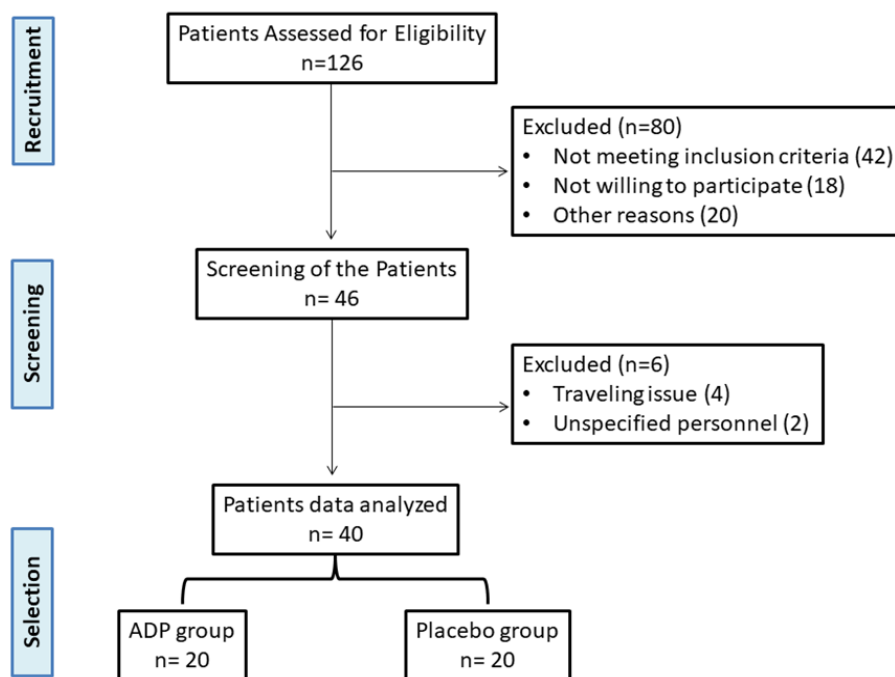 Recruitment
Patients Assessed for Eligibility
n=126
Excluded (n=80)
• Not meeting inclusion criteria (42)
• Not willing to participate (18)
• Other reasons (20)
Screening
Screening of the Patients
n= 46
Excluded (n=6)
• Traveling issue (4)
• Unspecified personnel (2)
Selection
Patients data analyzed
n= 40
ADP group
n= 20
Placebo group
n= 20